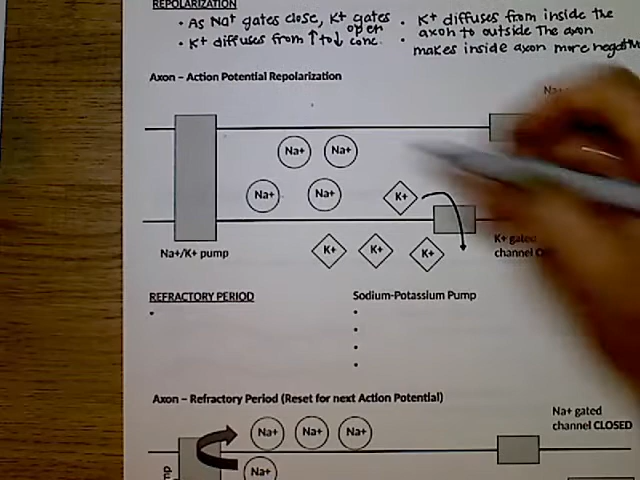 REPOLARIZATION
• As Na⁺ gates close, K⁺ gates open
• K⁺ diffuses from ↑ to ↓ conc.
• K⁺ diffuses from inside the
axon to outside the axon
• makes inside axon more negative
Axon – Action Potential Repolarization
Na+
Na+
Na+
Na+
Na+
K+
Na+/K+ pump
K+
K+
K+
K+ gated
channel
REFRACTORY PERIOD
Sodium-Potassium Pump
Axon – Refractory Period (Reset for next Action Potential)
Na+ gated
channel CLOSED
Na+
Na+
Na+
Na+